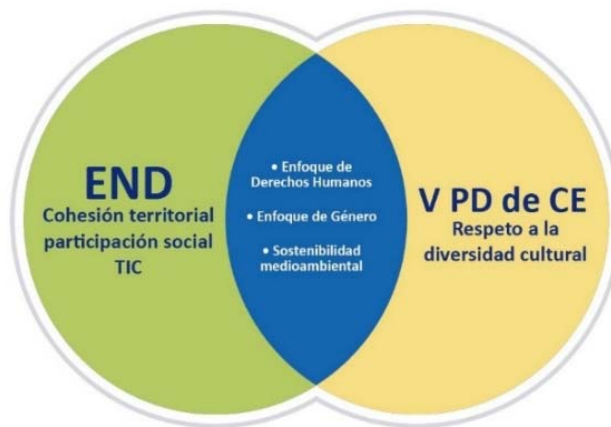 END
Cohesión territorial
participación social
TIC
• Enfoque de
Derechos Humanos
• Enfoque de Género
• Sostenibilidad
medioambiental
V PD de CE
Respeto a la
diversidad cultural